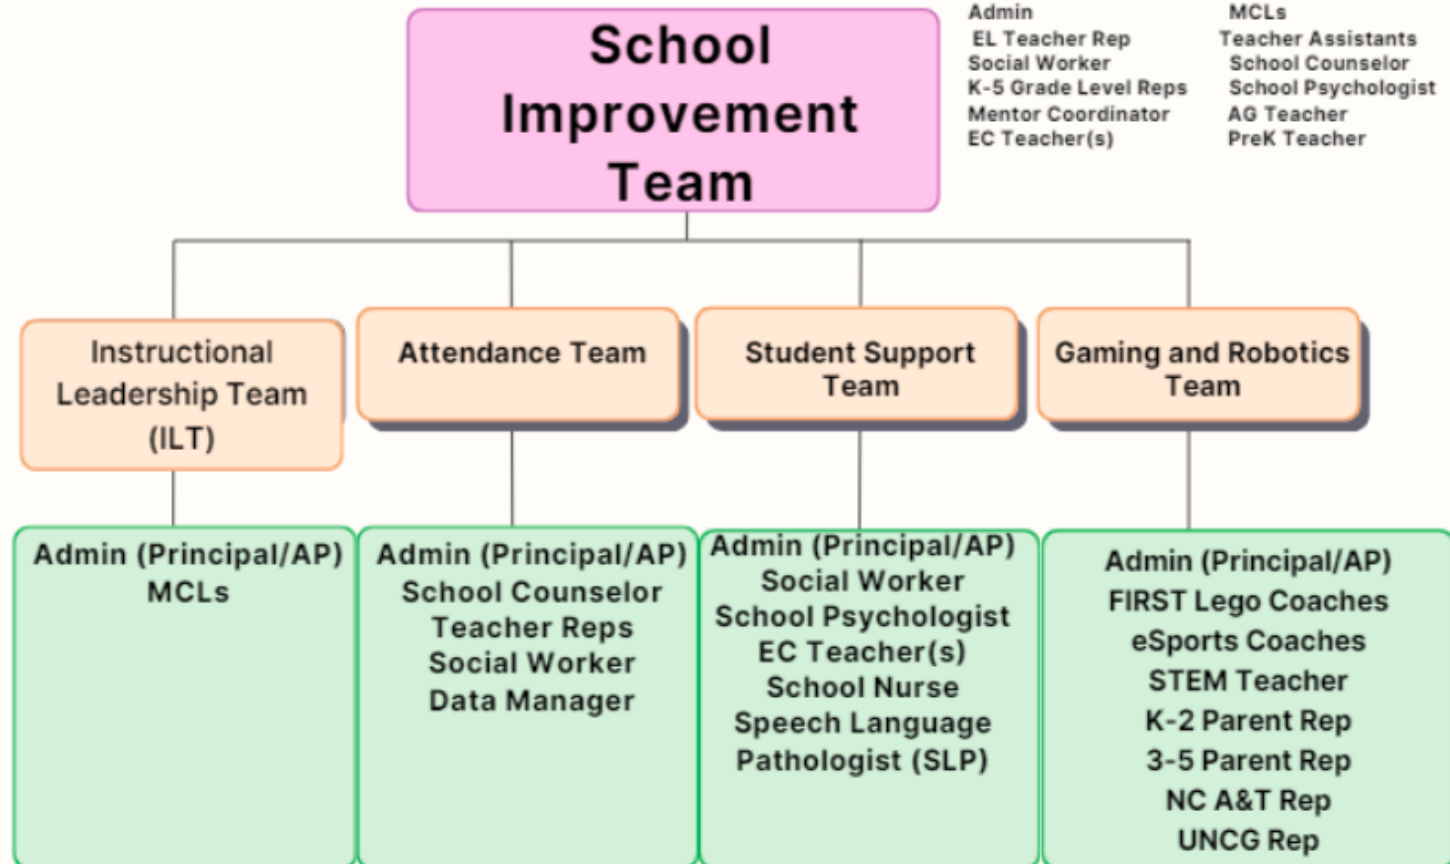 School
Improvement
Team
Admin
EL Teacher Rep
Social Worker
K-5 Grade Level Reps
Mentor Coordinator
EC Teacher(s)
MCLs
Teacher Assistants
School Counselor
School Psychologist
AG Teacher
PreK Teacher
Instructional
Leadership Team
(ILT)
Attendance Team
Student Support
Team
Gaming and Robotics
Team
Admin (Principal/AP)
MCLs
Admin (Principal/AP)
School Counselor
Teacher Reps
Social Worker
Data Manager
Admin (Principal/AP)
Social Worker
School Psychologist
EC Teacher(s)
School Nurse
Speech Language
Pathologist (SLP)
Admin (Principal/AP)
FIRST Lego Coaches
eSports Coaches
STEM Teacher
K-2 Parent Rep
3-5 Parent Rep
NC A&T Rep
UNCG Rep